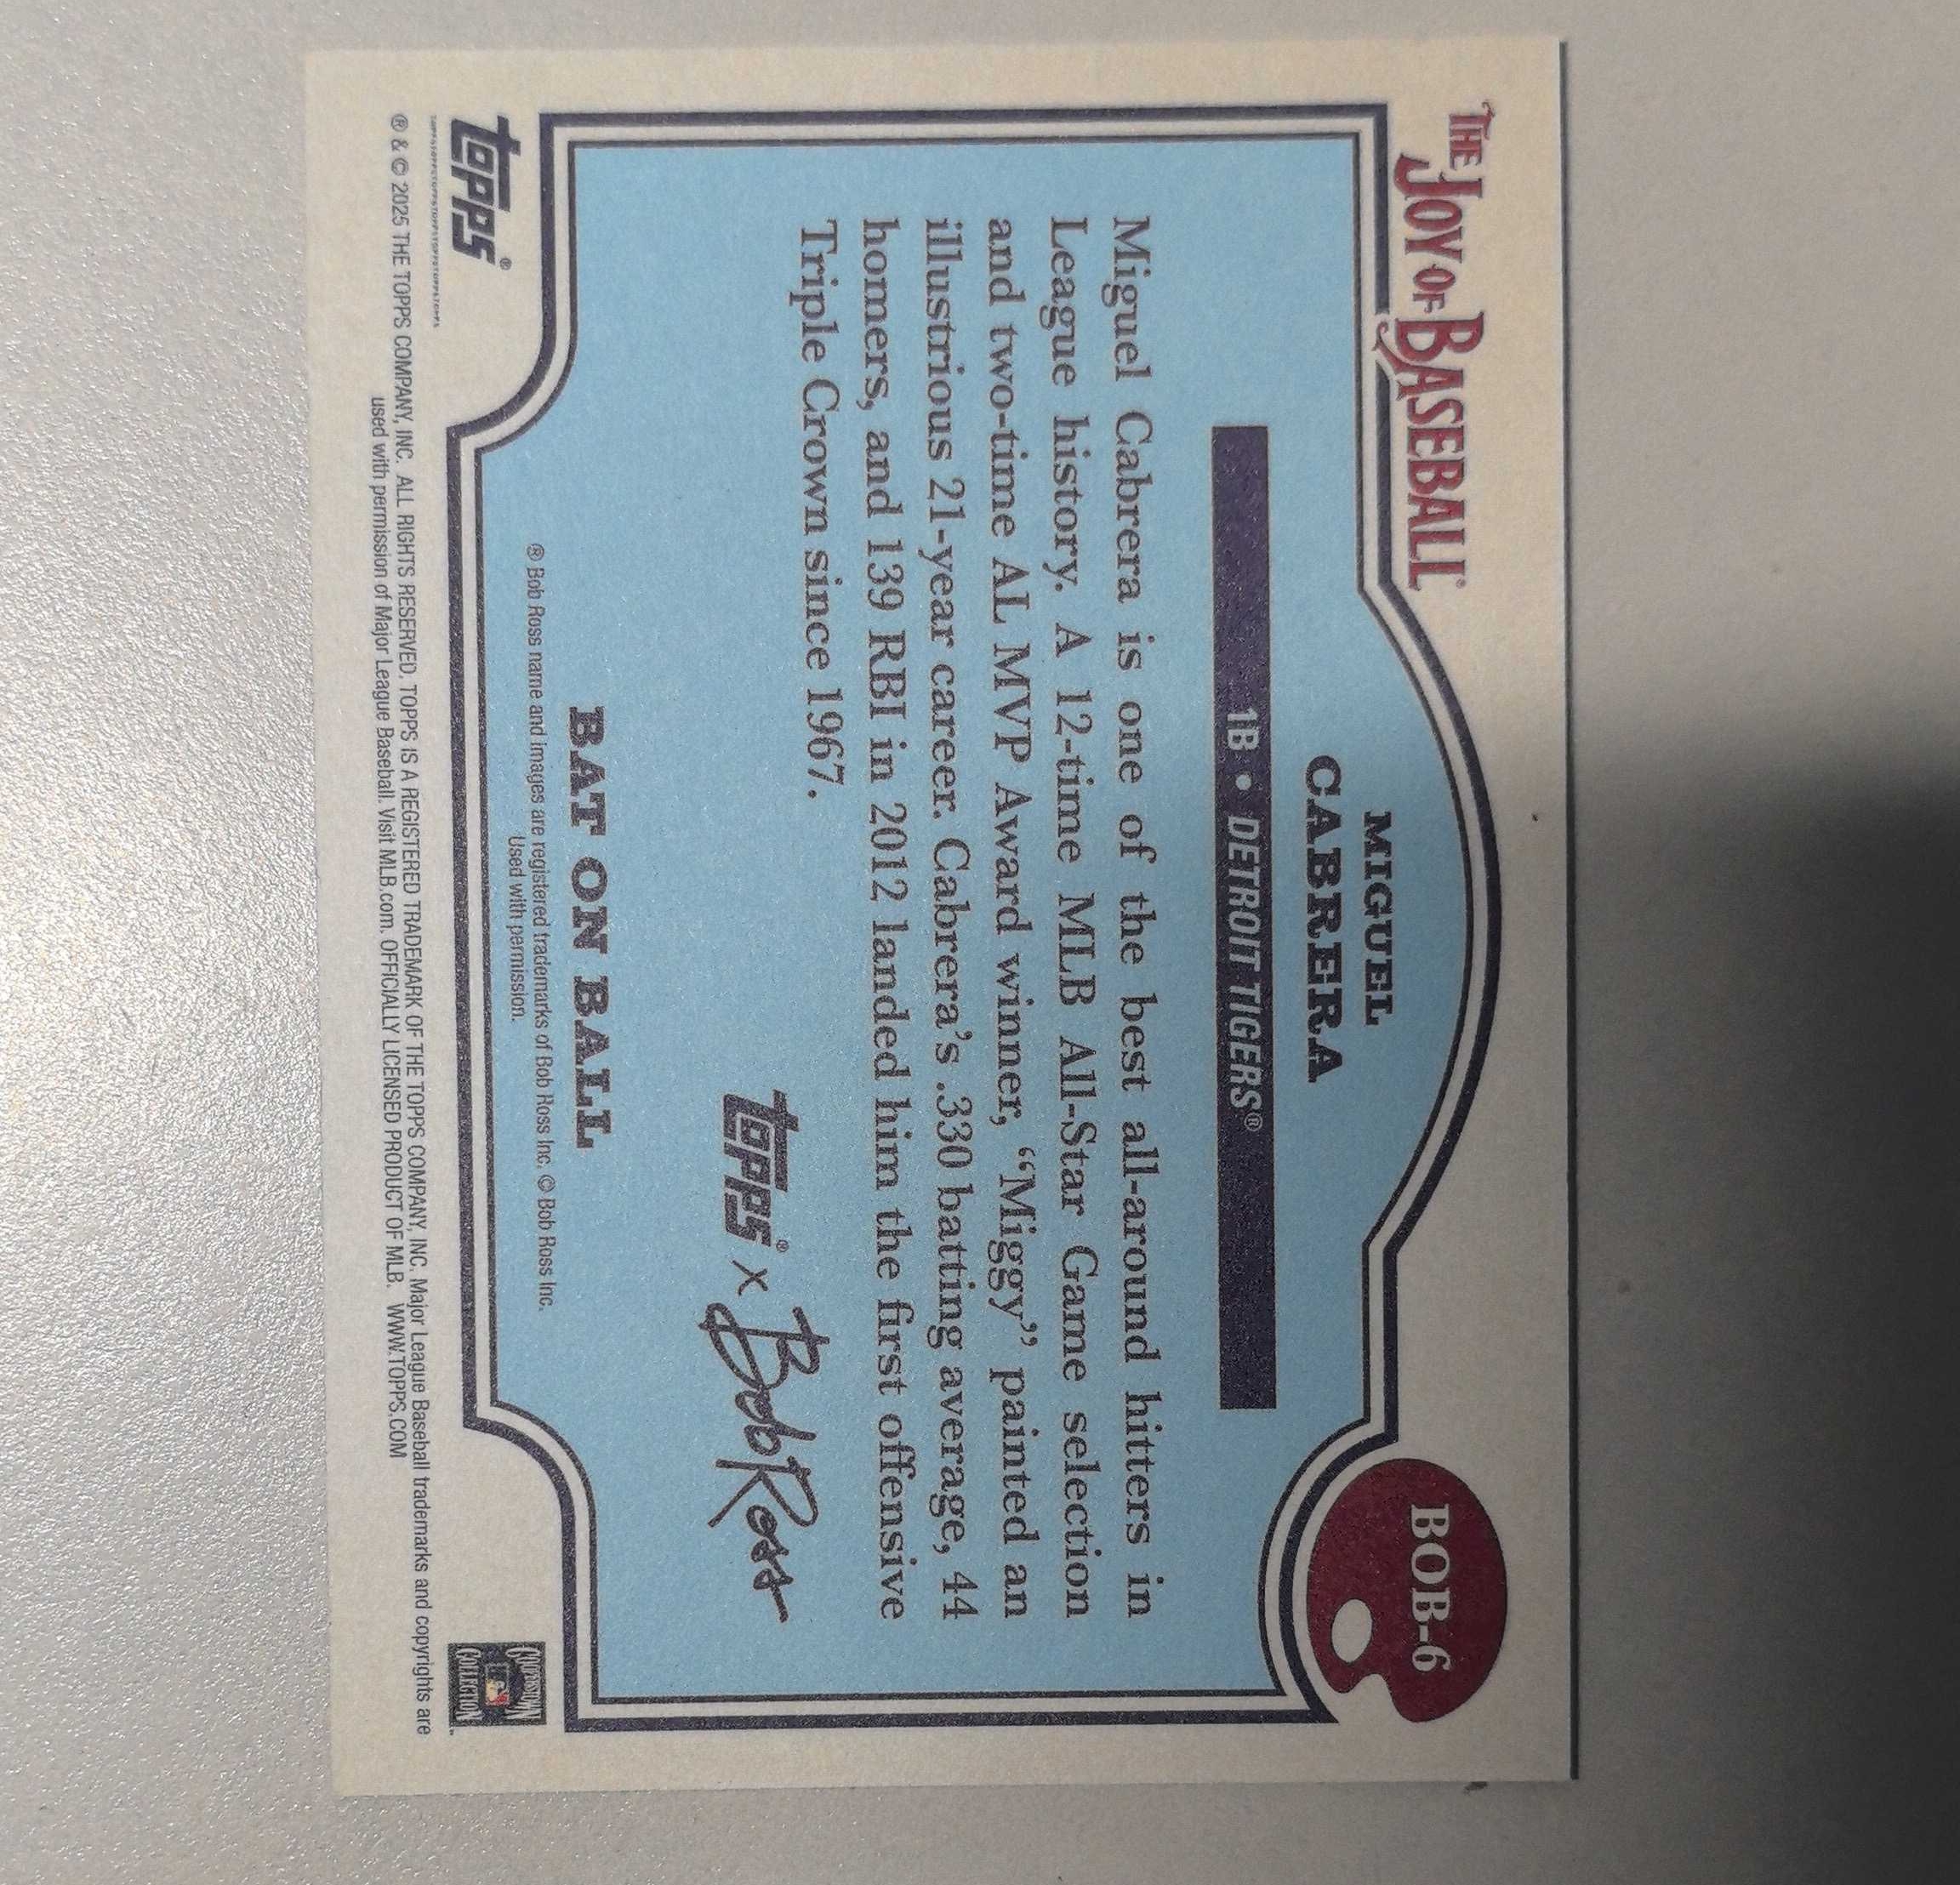 THE JOY OF BASEBALL®
BOB-6
MIGUEL
CABRERA
1B • DETROIT TIGERS®
Miguel Cabrera is one of the best all-around hitters in
League history. A 12-time MLB All-Star Game selection
and two-time AL MVP Award winner, “Miggy” painted an
illustrious 21-year career. Cabrera’s .330 batting average, 44
homers, and 139 RBI in 2012 landed him the first offensive
Triple Crown since 1967.
topps® x Bob Ross
BAT ON BALL
® Bob Ross name and images are registered trademarks of Bob Ross Inc. © Bob Ross Inc.
Used with permission.
topps®
COOPERSTOWN
COLLECTION
® & © 2025 THE TOPPS COMPANY, INC. ALL RIGHTS RESERVED. TOPPS IS A REGISTERED TRADEMARK OF THE TOPPS COMPANY, INC. Major League Baseball trademarks and copyrights are
used with permission of Major League Baseball. Visit MLB.com. OFFICIALLY LICENSED PRODUCT OF MLB. WWW.TOPPS.COM